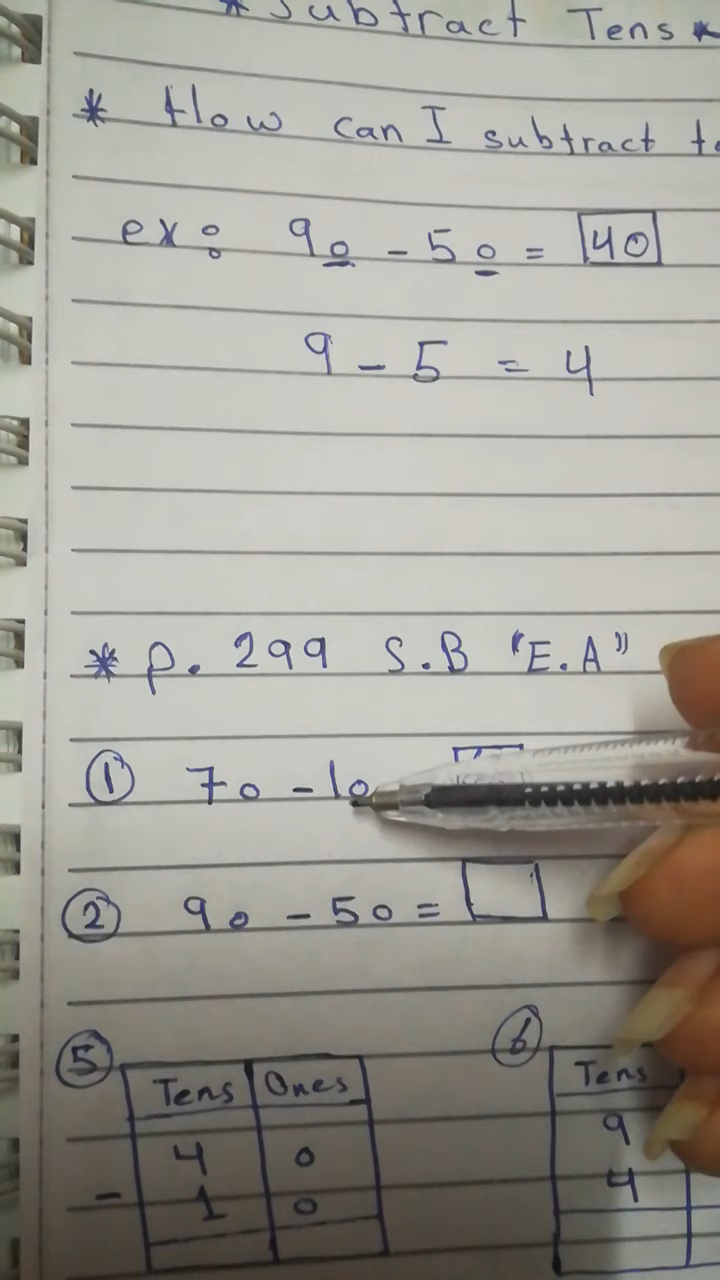 * Subtract Tens *
* How can I subtract
ex: 90 - 50 = 40
9 - 5 = 4
* P. 299 S.B "E.A"
① 70 - 10
② 90 - 50 =
⑤ ⑥
Tens Ones Tens
4 0 9
- 1 0 4